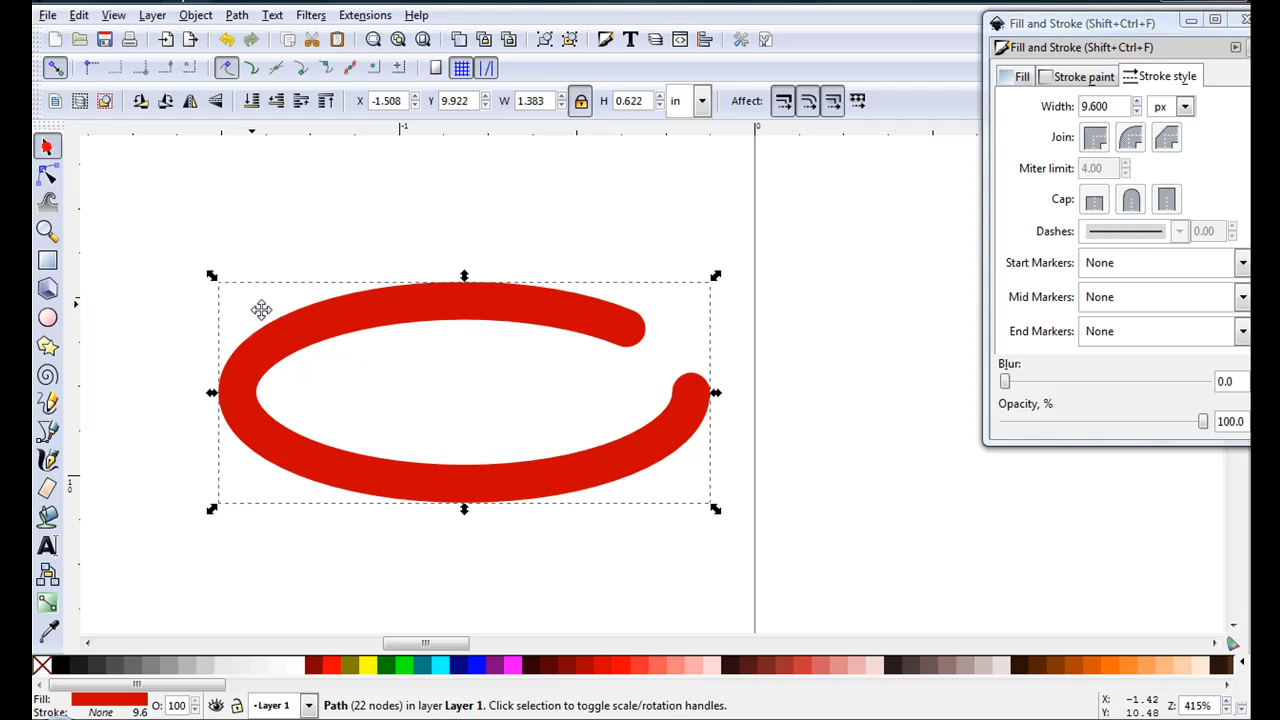 File Edit View Layer Object Path Text Filters Extensions Help
Fill and Stroke (Shift+Ctrl+F)
Fill and Stroke (Shift+Ctrl+F)
Fill Stroke paint Stroke style
X -1.508 Y 9.923 W 1.383 H 0.622 in Affect:
Width: 9.600 px
Join:
Miter limit: 4.00
Cap:
Dashes: 0.00
Start Markers: None
Mid Markers: None
End Markers: None
Blur:
0.0
Opacity, %
100.0
-1
0
Fill: O: 100 Layer 1 Path (22 nodes) in layer Layer 1. Click selection to toggle scale/rotation handles. X: -1.42 Z: 415%
Stroke: None 9.6 Y: 10.48